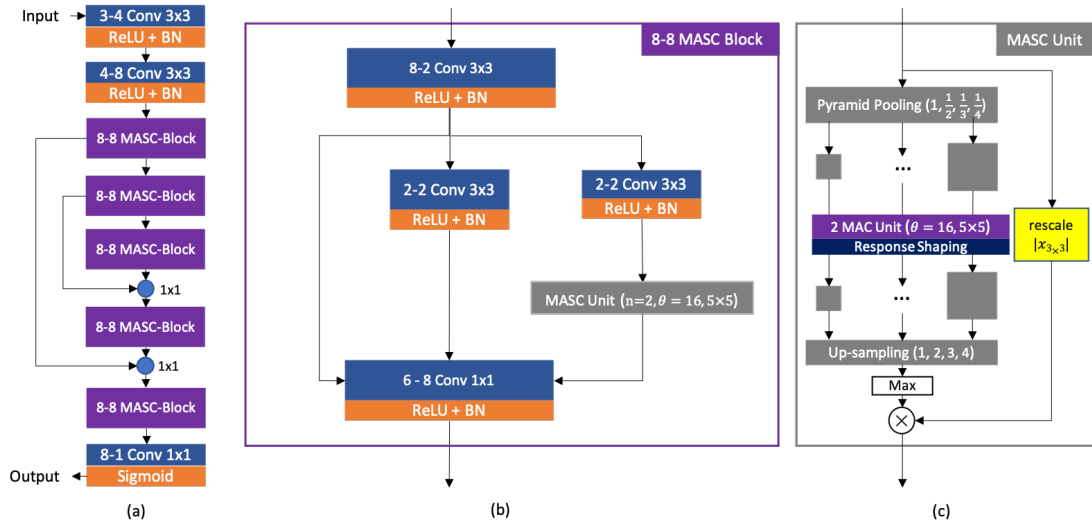 Input
3-4 Conv 3x3
ReLU + BN
4-8 Conv 3x3
ReLU + BN
8-8 MASC-Block
8-8 MASC-Block
8-8 MASC-Block
1x1
8-8 MASC-Block
1x1
8-8 MASC-Block
8-1 Conv 1x1
Output
Sigmoid
(a)
8-8 MASC Block
8-2 Conv 3x3
ReLU + BN
2-2 Conv 3x3
ReLU + BN
2-2 Conv 3x3
ReLU + BN
MASC Unit (n=2, θ = 16, 5×5)
6 - 8 Conv 1x1
ReLU + BN
(b)
MASC Unit
Pyramid Pooling (1, 1/2, 1/3, 1/4)
...
2 MAC Unit (θ = 16, 5×5)
Response Shaping
rescale
|x₃ₓ₃|
...
Up-sampling (1, 2, 3, 4)
Max
(c)